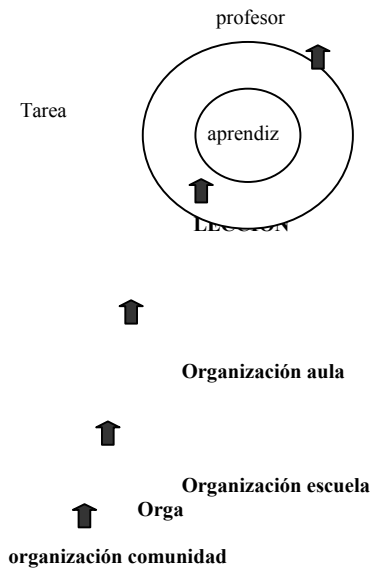 profesor
Tarea
aprendiz
LECCIÓN
Organización aula
Organización escuela
Orga
organización comunidad